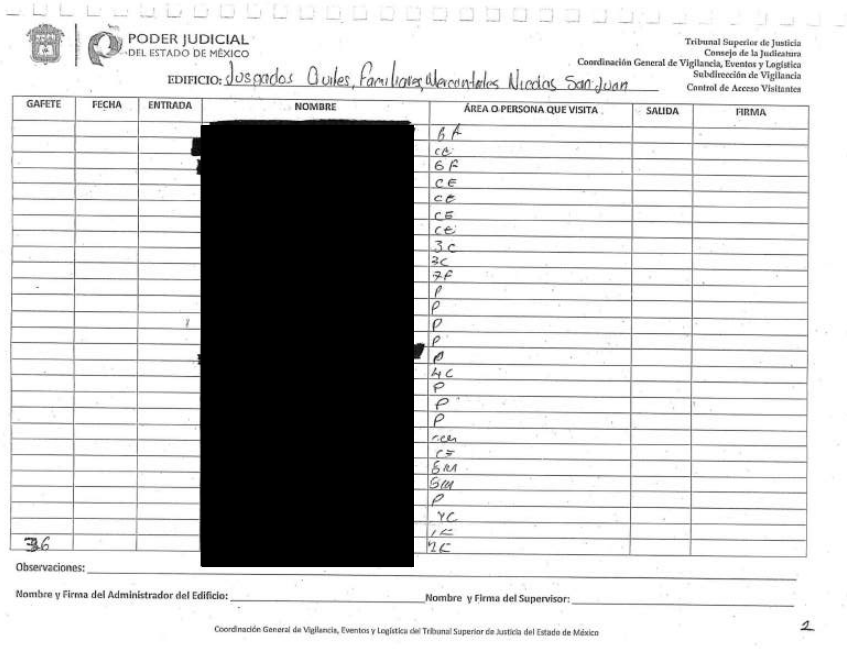 PODER JUDICIAL
DEL ESTADO DE MÉXICO
Tribunal Superior de Justicia
Consejo de la Judicatura
Coordinación General de Vigilancia, Eventos y Logística
Subdirección de Vigilancia
Control de Acceso Visitantes
EDIFICIO: Jusgados Civiles, Familiares, Mercantiles Nicolas San Juan
GAFETE FECHA ENTRADA NOMBRE ÁREA O PERSONA QUE VISITA SALIDA FIRMA
CE
6F
CE
CE
CE
CE
3C
3C
7F
P
P
P
P
P
4C
P
P
P
CE
5M
5M
P
4C
36 2C
Observaciones:
Nombre y Firma del Administrador del Edificio: Nombre y Firma del Supervisor:
Coordinación General de Vigilancia, Eventos y Logística del Tribunal Superior de Justicia del Estado de México
2